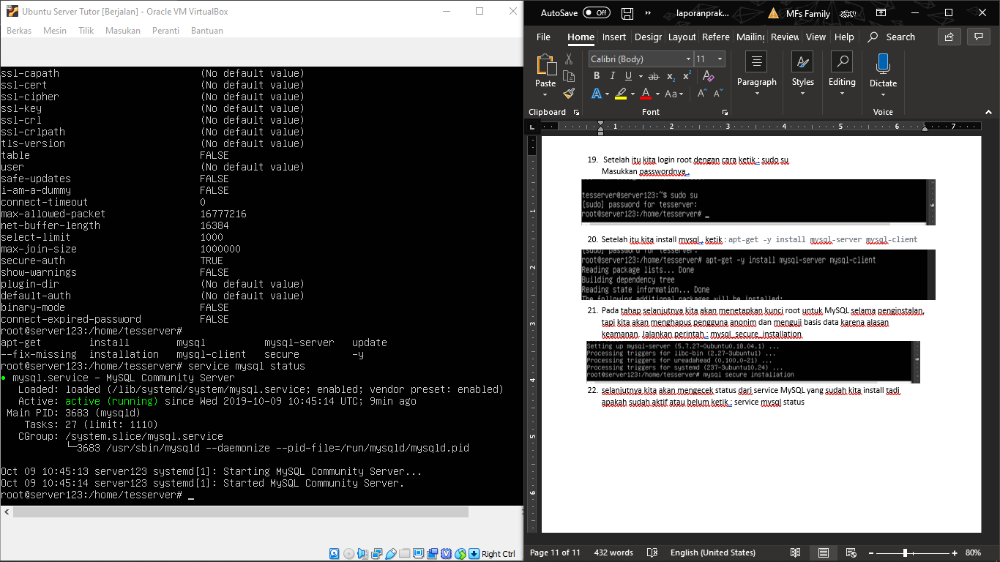 Ubuntu Server Tutor [Berjalan] - Oracle VM VirtualBox
Berkas Mesin Tilik Masukan Peranti Bantuan
ssl-capath (No default value)
ssl-cert (No default value)
ssl-cipher (No default value)
ssl-key (No default value)
ssl-crl (No default value)
ssl-crlpath (No default value)
tls-version (No default value)
table FALSE
user (No default value)
safe-updates FALSE
i-am-a-dummy FALSE
connect-timeout 0
max-allowed-packet 16777216
net-buffer-length 16384
select-limit 1000
max-join-size 1000000
secure-auth TRUE
show-warnings FALSE
plugin-dir (No default value)
default-auth (No default value)
binary-mode FALSE
connect-expired-password FALSE
root@server123:/home/tesserver#
apt-get install mysql mysql-server update
--fix-missing installation mysql-client secure -y
root@server123:/home/tesserver# service mysql status
● mysql.service - MySQL Community Server
Loaded: loaded (/lib/systemd/system/mysql.service; enabled; vendor preset: enabled)
Active: active (running) since Wed 2019-10-09 10:45:14 UTC; 9min ago
Main PID: 3683 (mysqld)
Tasks: 27 (limit: 1110)
CGroup: /system.slice/mysql.service
└─3683 /usr/sbin/mysqld --daemonize --pid-file=/run/mysqld/mysqld.pid
Oct 09 10:45:13 server123 systemd[1]: Starting MySQL Community Server...
Oct 09 10:45:14 server123 systemd[1]: Started MySQL Community Server.
root@server123:/home/tesserver# _
Right Ctrl
AutoSave Off laporanprak... MFs Family
File Home Insert Design Layout Refere Mailing Review View Help Search
Calibri (Body) 11
Paste Paragraph Styles Editing Dictate
Clipboard Font Voice
1 2 3 4 5 6 7
19. Setelah itu kita login root dengan cara ketik : sudo su
Masukkan passwordnya .
tesserver@server123:~$ sudo su
[sudo] password for tesserver:
root@server123:/home/tesserver# _
20. Setelah itu kita install mysql , ketik : apt-get -y install mysql-server mysql-client
[sudo] password for tesserver:
root@server123:/home/tesserver# apt-get -y install mysql-server mysql-client
Reading package lists... Done
Building dependency tree
Reading state information... Done
The following additional packages will be installed:
21. Pada tahap selanjutnya kita akan menetapkan kunci root untuk MySQL selama penginstalan,
tapi kita akan menghapus pengguna anonim dan menguji basis data karena alasan
keamanan. Jalankan perintah : mysql_secure_installation
Setting up mysql-server (5.7.27-0ubuntu0.18.04.1) ...
Processing triggers for libc-bin (2.27-3ubuntu1) ...
Processing triggers for ureadahead (0.100.0-21) ...
Processing triggers for systemd (237-3ubuntu10.24) ...
root@server123:/home/tesserver# mysql secure installation
22. selanjutnya kita akan mengecek status dari service MySQL yang sudah kita install tadi
apakah sudah aktif atau belum ketik : service mysql status
Page 11 of 11 432 words English (United States) 80%